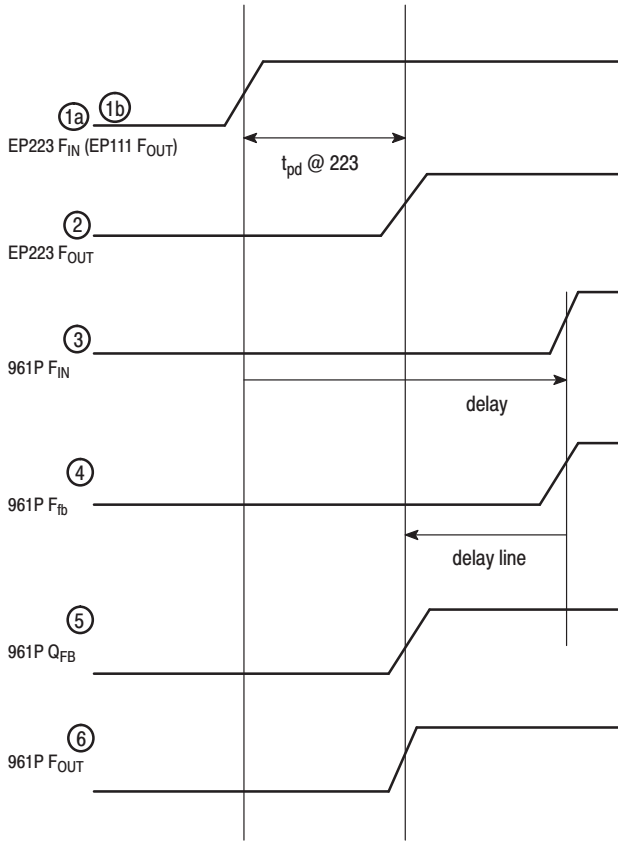 1a 1b
EP223 FIN (EP111 FOUT)
tpd @ 223
2
EP223 FOUT
3
961P FIN
delay
4
961P Ffb
delay line
5
961P QFB
6
961P FOUT